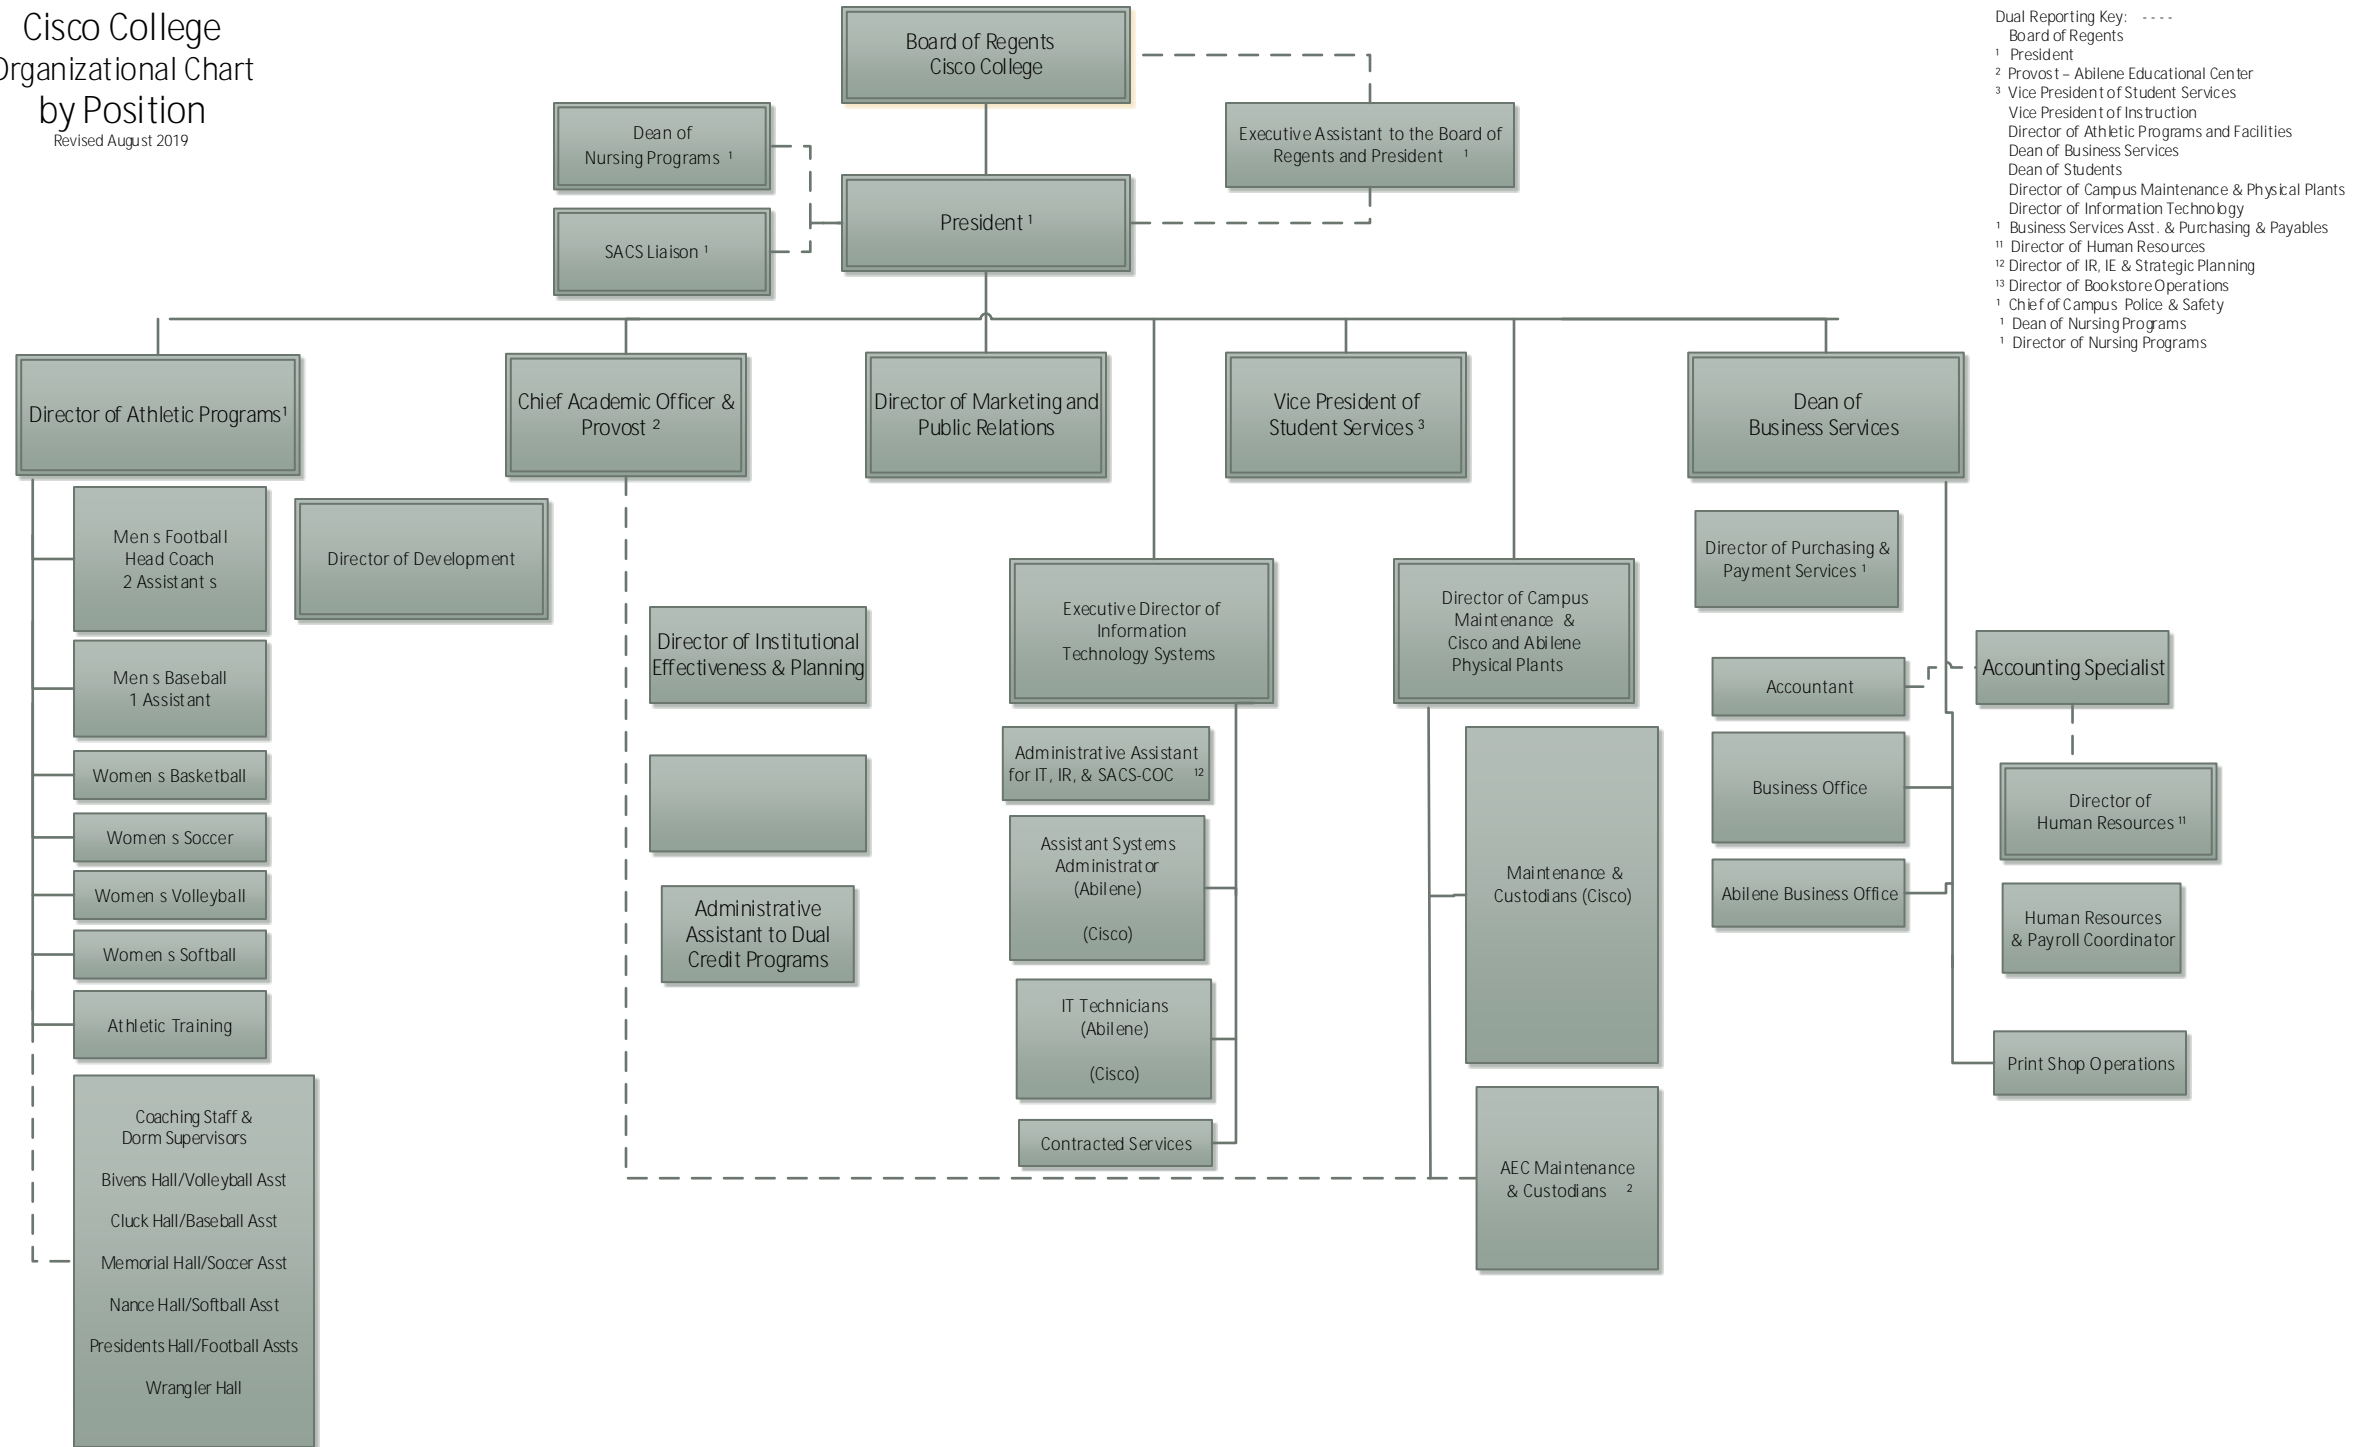 Cisco College
Organizational Chart
by Position
Revised August 2019
Board of Regents
Cisco College
Dual Reporting Key: - - - -
Board of Regents
¹ President
² Provost – Abilene Educational Center
³ Vice President of Student Services
Vice President of Instruction
Director of Athletic Programs and Facilities
Dean of Business Services
Dean of Students
Director of Campus Maintenance & Physical Plants
Director of Information Technology
¹ Business Services Asst. & Purchasing & Payables
¹¹ Director of Human Resources
¹² Director of IR, IE & Strategic Planning
¹³ Director of Bookstore Operations
¹ Chief of Campus Police & Safety
¹ Dean of Nursing Programs
¹ Director of Nursing Programs
Dean of
Nursing Programs ¹
Executive Assistant to the Board of
Regents and President ¹
SACS Liaison ¹
President ¹
Director of Athletic Programs¹
Chief Academic Officer &
Provost ²
Director of Marketing and
Public Relations
Vice President of
Student Services ³
Dean of
Business Services
Men s Football
Head Coach
2 Assistant s
Men s Baseball
1 Assistant
Women s Basketball
Women s Soccer
Women s Volleyball
Women s Softball
Athletic Training
Coaching Staff &
Dorm Supervisors
Bivens Hall/Volleyball Asst
Cluck Hall/Baseball Asst
Memorial Hall/Soccer Asst
Nance Hall/Softball Asst
Presidents Hall/Football Assts
Wrangler Hall
Director of Development
Director of Institutional
Effectiveness & Planning
Administrative
Assistant to Dual
Credit Programs
Executive Director of
Information
Technology Systems
Administrative Assistant
for IT, IR, & SACS-COC ¹²
Assistant Systems
Administrator
(Abilene)
(Cisco)
IT Technicians
(Abilene)
(Cisco)
Contracted Services
Director of Campus
Maintenance &
Cisco and Abilene
Physical Plants
Maintenance &
Custodians (Cisco)
AEC Maintenance
& Custodians ²
Director of Purchasing &
Payment Services ¹
Accountant
Business Office
Abilene Business Office
Accounting Specialist
Director of
Human Resources ¹¹
Human Resources
& Payroll Coordinator
Print Shop Operations